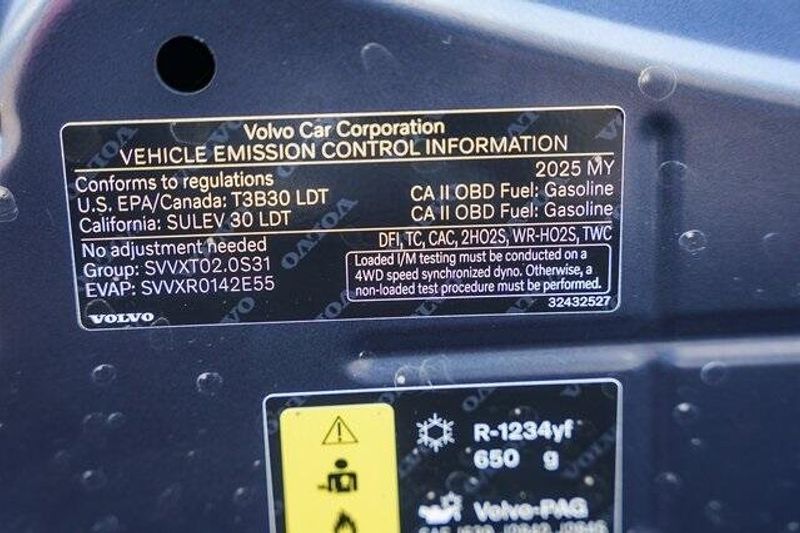 Volvo Car Corporation
VEHICLE EMISSION CONTROL INFORMATION
Conforms to regulations 2025 MY
U.S. EPA/Canada: T3B30 LDT CA II OBD Fuel: Gasoline
California: SULEV 30 LDT CA II OBD Fuel: Gasoline
No adjustment needed DFI, TC, CAC, 2HO2S, WR-HO2S, TWC
Group: SVVXT02.0S31
EVAP: SVVXR0142E55
Loaded I/M testing must be conducted on a
4WD speed synchronized dyno. Otherwise, a
non-loaded test procedure must be performed.
VOLVO 32432527
R-1234yf
650 g
Volvo-PAG